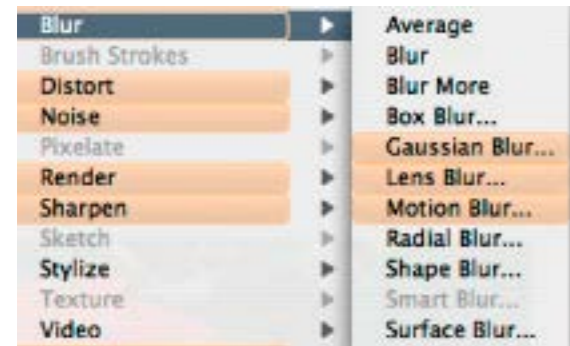 Blur
Brush Strokes
Distort
Noise
Pixelate
Render
Sharpen
Sketch
Stylize
Texture
Video
Average
Blur
Blur More
Box Blur...
Gaussian Blur...
Lens Blur...
Motion Blur...
Radial Blur...
Shape Blur...
Smart Blur...
Surface Blur...